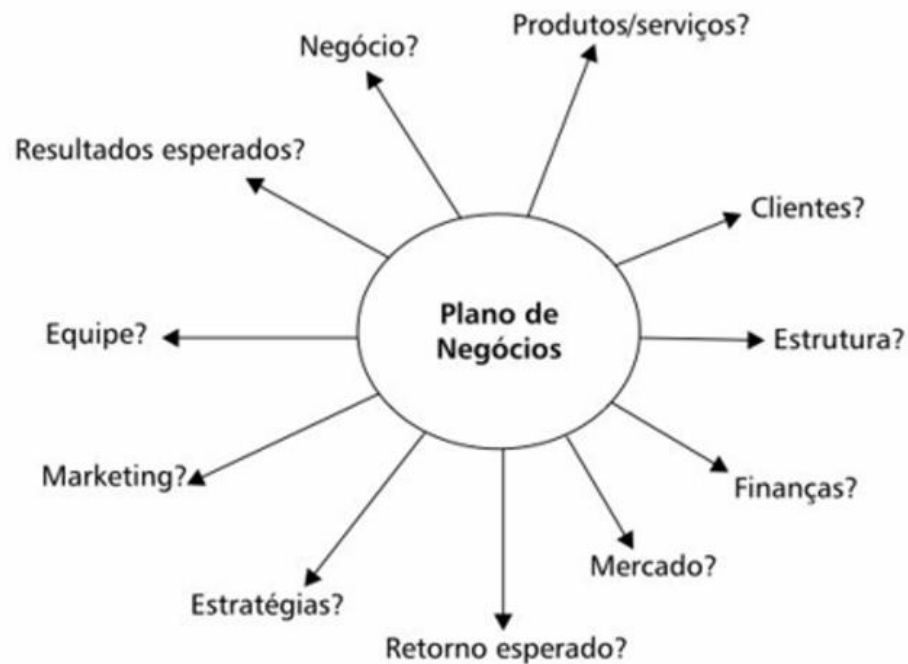 Produtos/serviços?
Negócio?
Resultados esperados?
Clientes?
Plano de
Negócios
Equipe?
Estrutura?
Marketing?
Finanças?
Mercado?
Estratégias?
Retorno esperado?